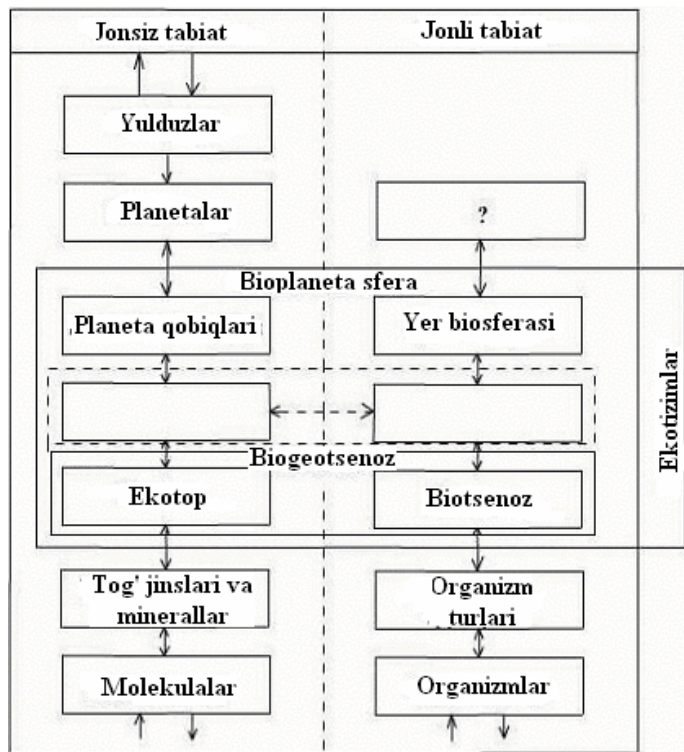 Jonsiz tabiat
Jonli tabiat
Yulduzlar
Planetalar
?
Bioplaneta sfera
Planeta qobiqlari
Yer biosferasi
Ekotizimlar
Biogeotsenoz
Ekotop
Biotsenoz
Tog' jinslari va
minerallar
Organizm
turlari
Molekulalar
Organizmlar